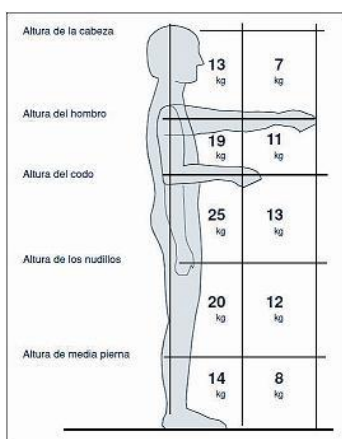 Altura de la cabeza
13 kg 7 kg
Altura del hombro
19 kg 11 kg
Altura del codo
25 kg 13 kg
Altura de los nudillos
20 kg 12 kg
Altura de media pierna
14 kg 8 kg